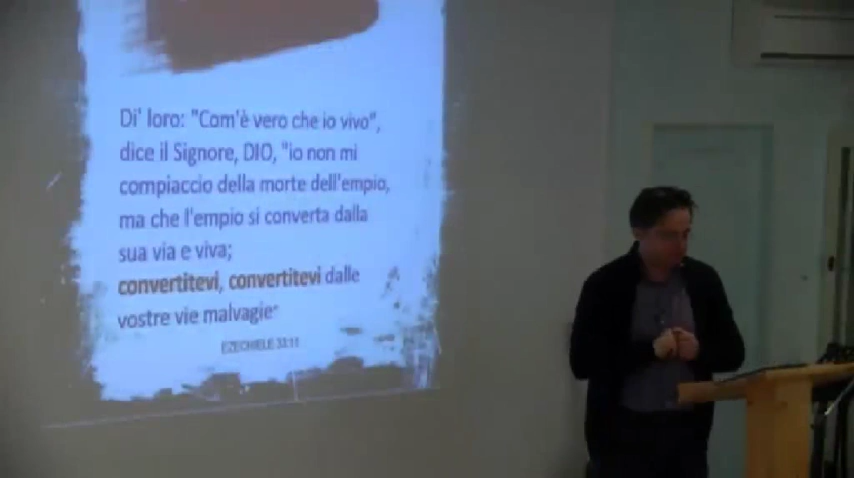 Di' loro: "Com'è vero che io vivo",
dice il Signore, DIO, "io non mi
compiaccio della morte dell'empio,
ma che l'empio si converta dalla
sua via e viva;
convertitevi, convertitevi dalle
vostre vie malvagie"
EZECHIELE 33:11